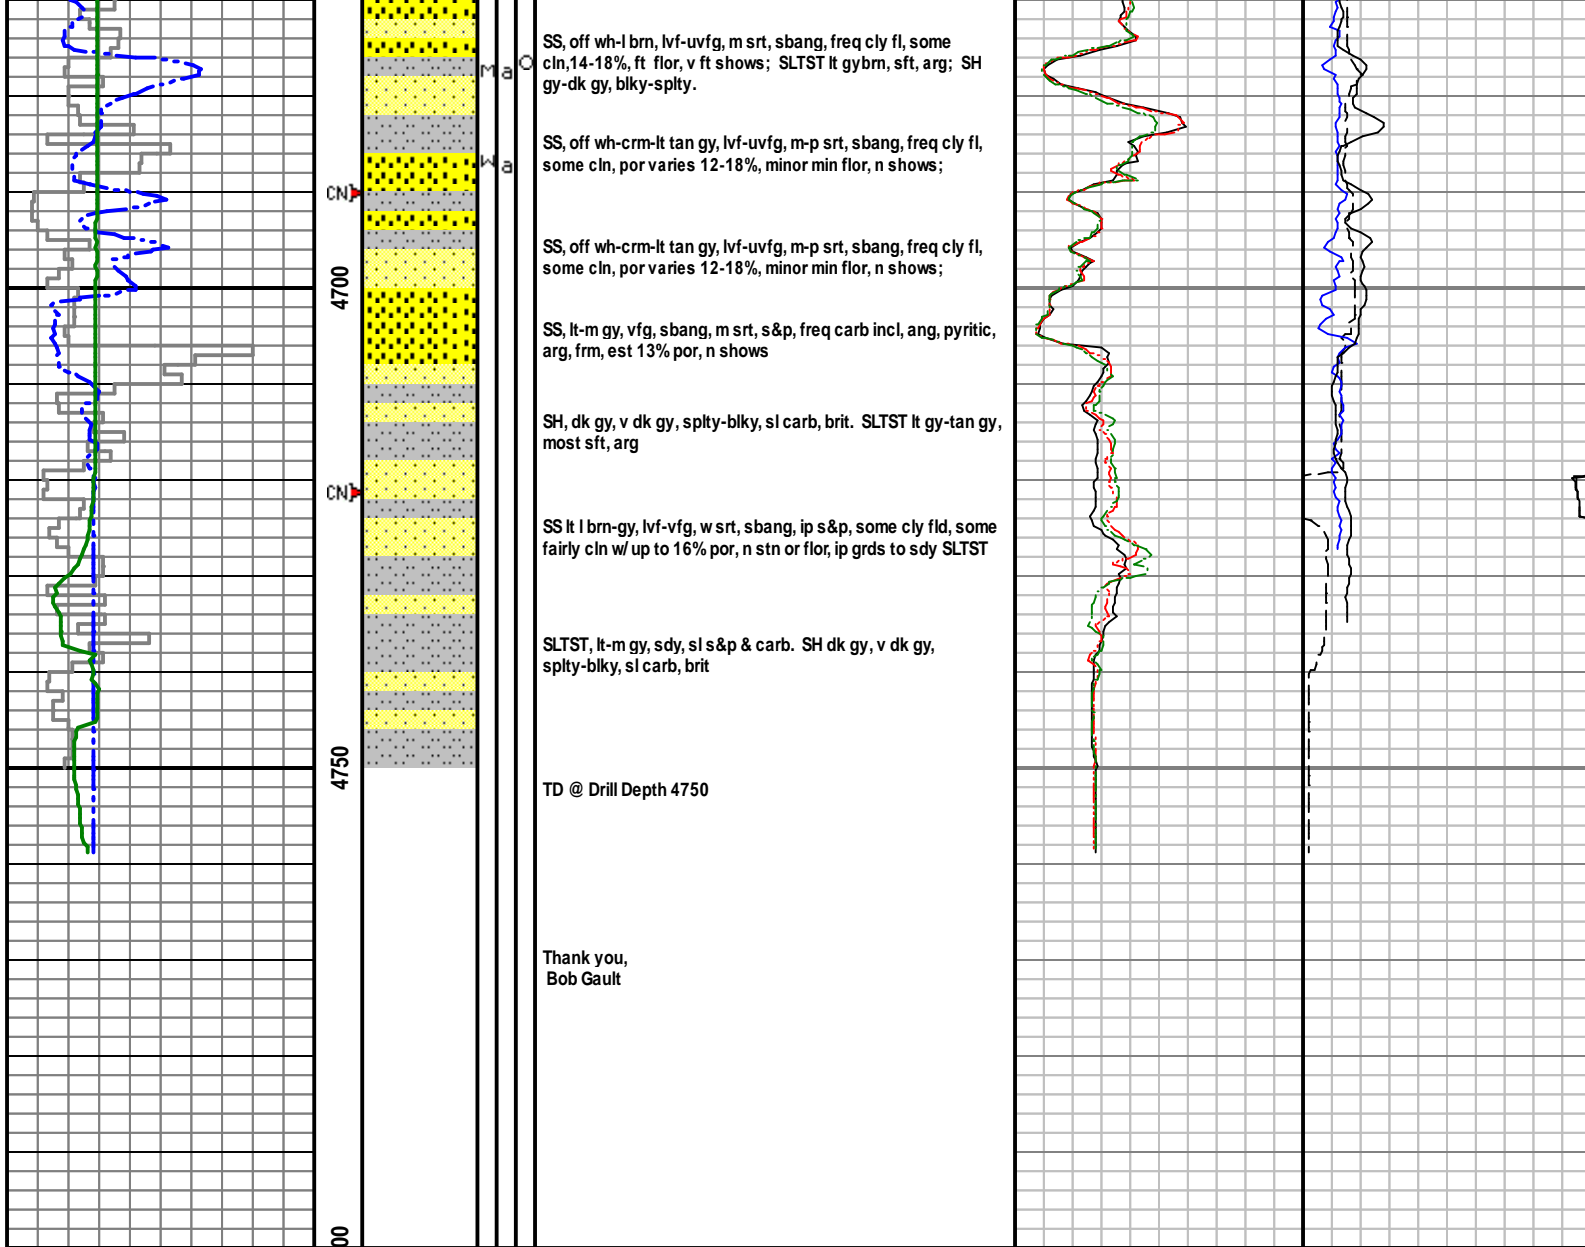 SS, off wh-l brn, lvf-uvfg, m srt, sbang, freq cly fl, some
cln,14-18%, ft flor, v ft shows; SLTST lt gybrn, sft, arg; SH
gy-dk gy, blky-splty.
M a O
SS, off wh-crm-lt tan gy, lvf-uvfg, m-p srt, sbang, freq cly fl,
some cln, por varies 12-18%, minor min flor, n shows;
W a
CN
SS, off wh-crm-lt tan gy, lvf-uvfg, m-p srt, sbang, freq cly fl,
some cln, por varies 12-18%, minor min flor, n shows;
4700
SS, lt-m gy, vfg, sbang, m srt, s&p, freq carb incl, ang, pyritic,
arg, frm, est 13% por, n shows
SH, dk gy, v dk gy, splty-blky, sl carb, brit. SLTST lt gy-tan gy,
most sft, arg
CN
SS lt l brn-gy, lvf-vfg, w srt, sbang, ip s&p, some cly fld, some
fairly cln w/ up to 16% por, n stn or flor, ip grds to sdy SLTST
SLTST, lt-m gy, sdy, sl s&p & carb. SH dk gy, v dk gy,
splty-blky, sl carb, brit
4750
TD @ Drill Depth 4750
Thank you,
Bob Gault
00